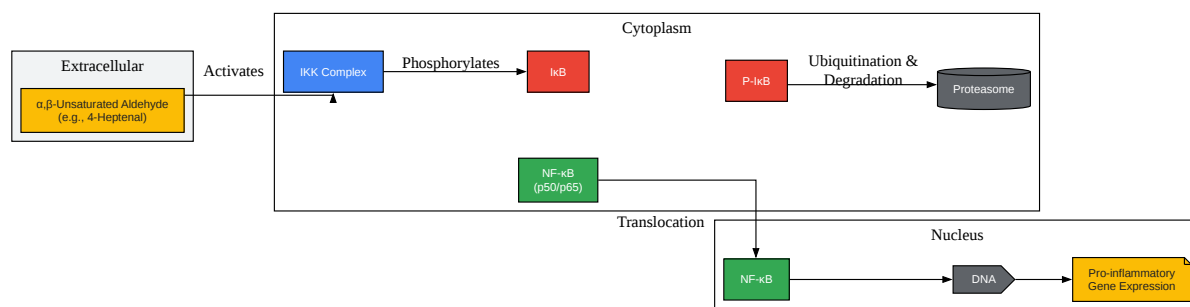 Cytoplasm
Extracellular
α,β-Unsaturated Aldehyde
(e.g., 4-Heptenal)
Activates
IKK Complex
Phosphorylates
IκB
P-IκB
Ubiquitination &
Degradation
Proteasome
NF-κB
(p50/p65)
Translocation
Nucleus
NF-κB
DNA
Pro-inflammatory
Gene Expression